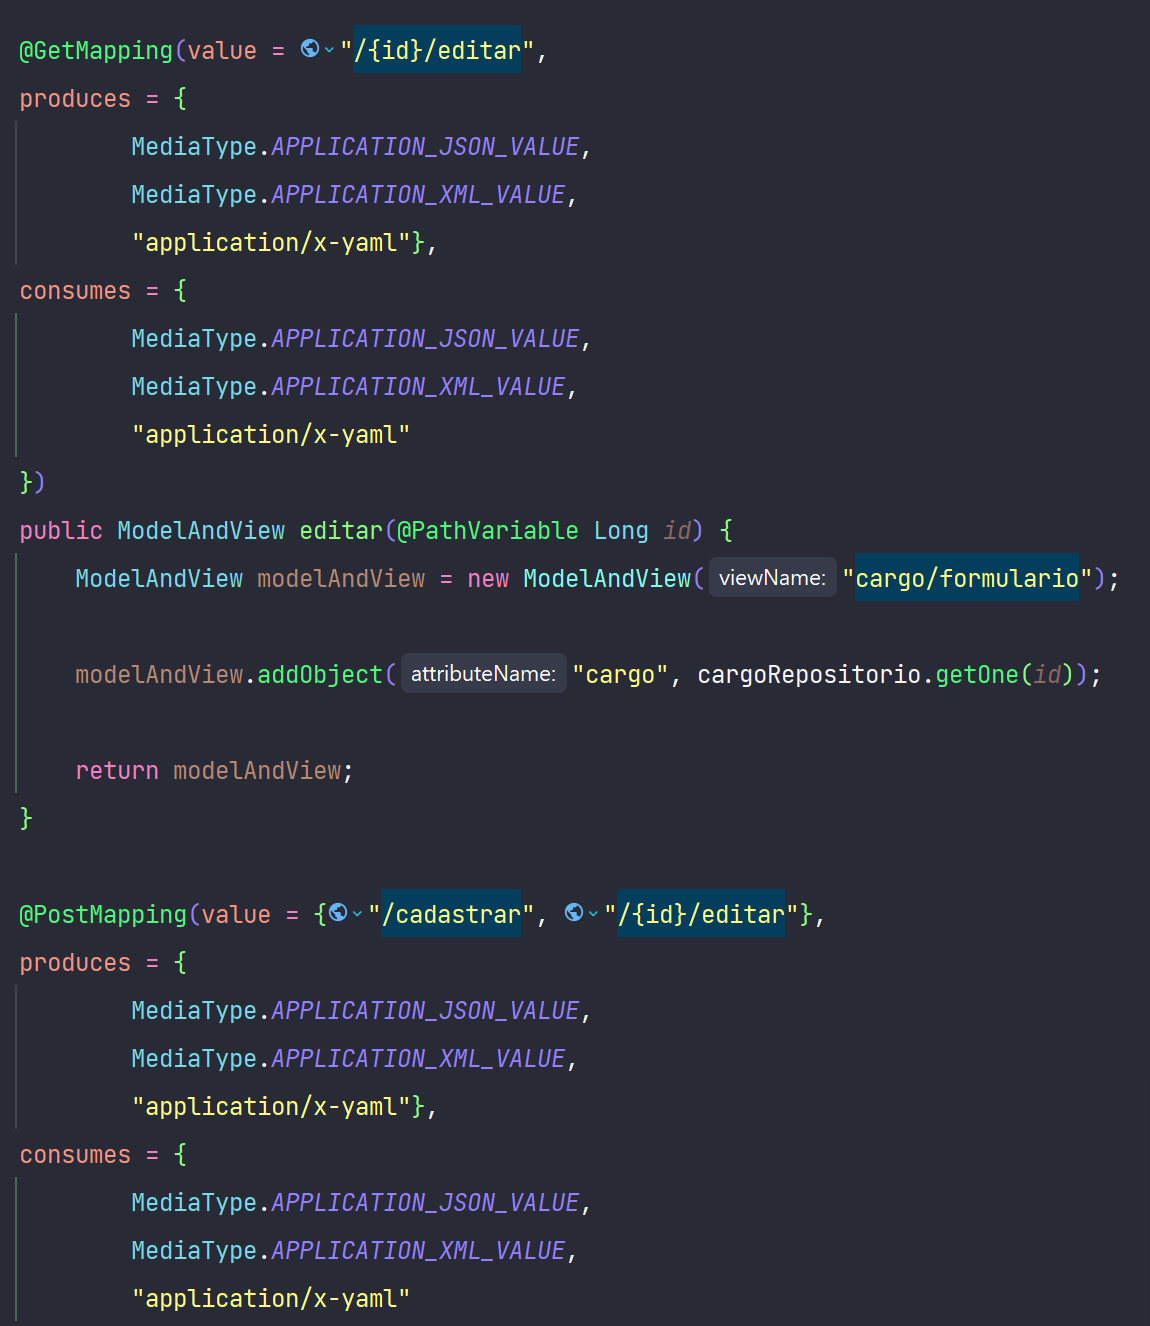 @GetMapping(value = "/{id}/editar",
produces = {
        MediaType.APPLICATION_JSON_VALUE,
        MediaType.APPLICATION_XML_VALUE,
        "application/x-yaml"},
consumes = {
        MediaType.APPLICATION_JSON_VALUE,
        MediaType.APPLICATION_XML_VALUE,
        "application/x-yaml"
})
public ModelAndView editar(@PathVariable Long id) {
    ModelAndView modelAndView = new ModelAndView( viewName: "cargo/formulario");

    modelAndView.addObject( attributeName: "cargo", cargoRepositorio.getOne(id));

    return modelAndView;
}

@PostMapping(value = {"/cadastrar", "/{id}/editar"},
produces = {
        MediaType.APPLICATION_JSON_VALUE,
        MediaType.APPLICATION_XML_VALUE,
        "application/x-yaml"},
consumes = {
        MediaType.APPLICATION_JSON_VALUE,
        MediaType.APPLICATION_XML_VALUE,
        "application/x-yaml"